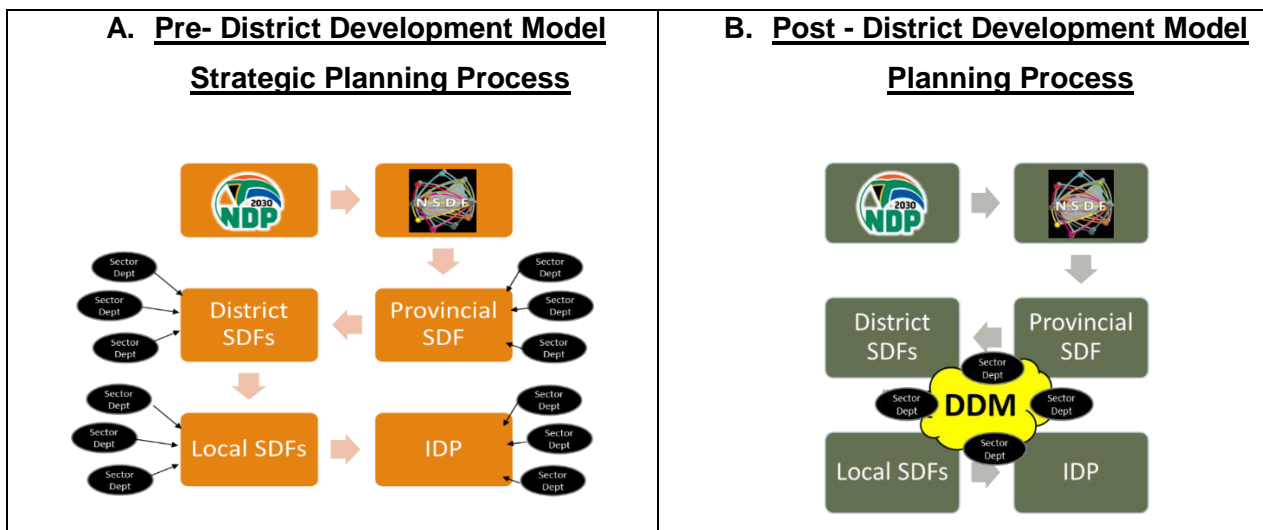 A. Pre- District Development Model
Strategic Planning Process
2030
NDP
N S D F
Sector
Dept
Sector
Dept
Sector
Dept
District
SDFs
Provincial
SDF
Sector
Dept
Sector
Dept
Sector
Dept
Sector
Dept
Sector
Dept
Sector
Dept
Local SDFs
IDP
Sector
Dept
Sector
Dept
Sector
Dept
B. Post - District Development Model
Planning Process
2030
NDP
N S D F
District
SDFs
Provincial
SDF
Sector
Dept
Sector
Dept
DDM
Sector
Dept
Sector
Dept
Local SDFs
IDP